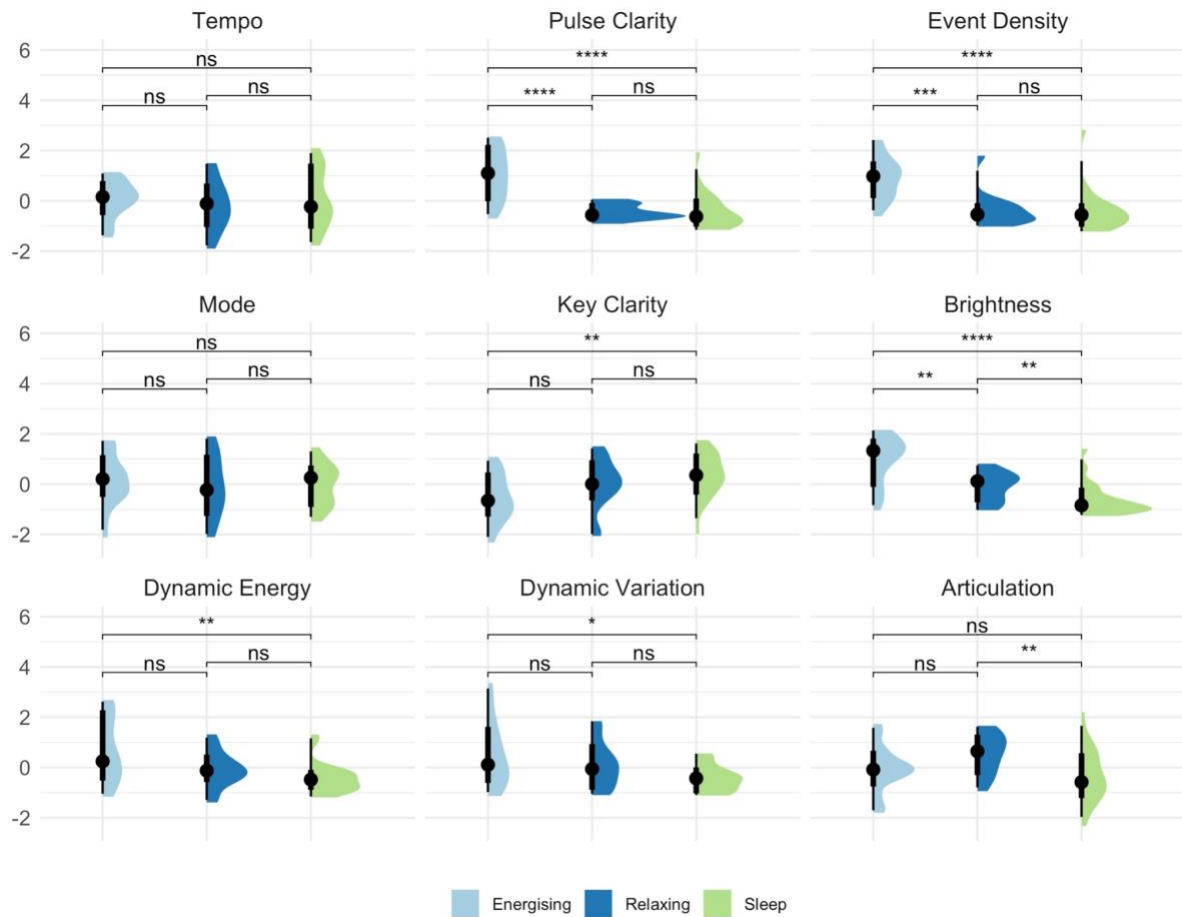 Tempo Pulse Clarity Event Density
6
ns **** ****
4
ns ns **** ns *** ns
2
0
-2
Mode Key Clarity Brightness
6
ns ** ****
4
ns ns ns ns ** **
2
0
-2
Dynamic Energy Dynamic Variation Articulation
6
** * ns
4
ns ns ns ns ns **
2
0
-2
Energising Relaxing Sleep